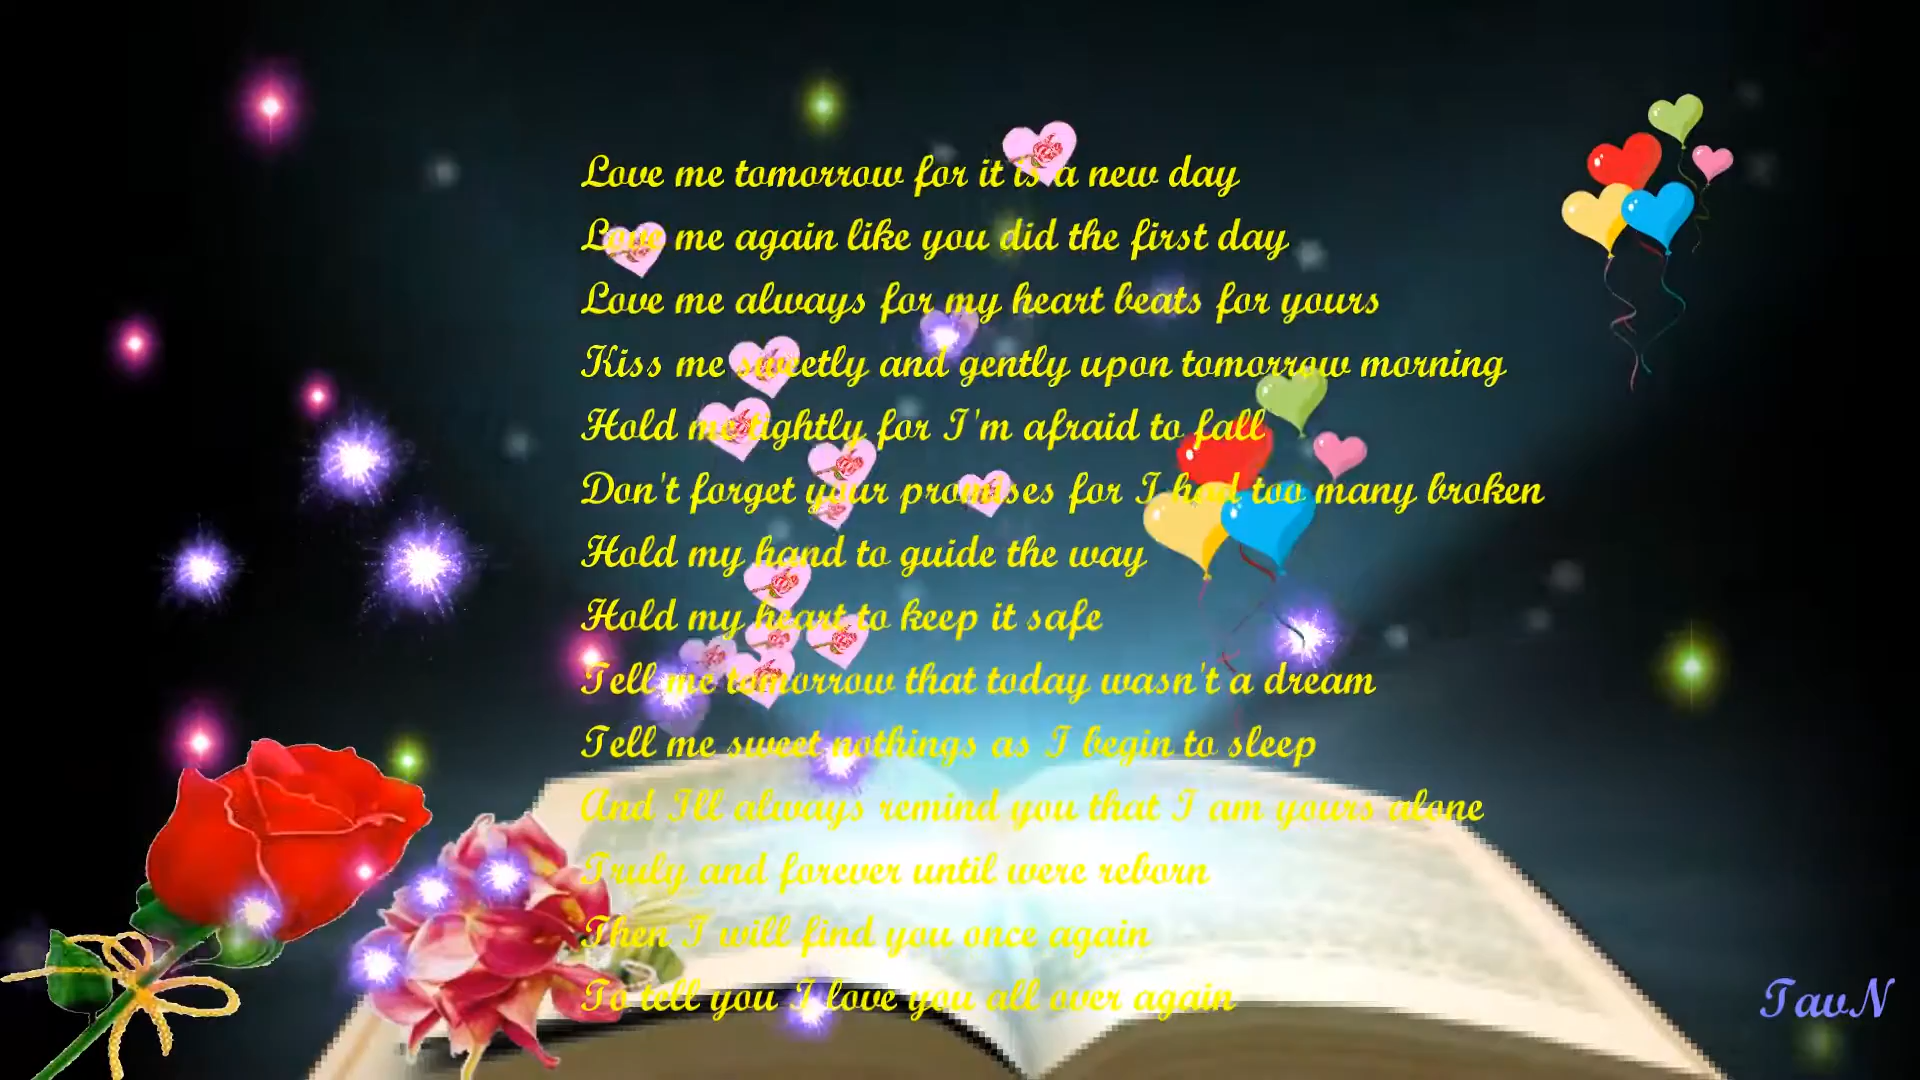 Love me tomorrow for it is a new day
Love me again like you did the first day
Love me always for my heart beats for yours
Kiss me sweetly and gently upon tomorrow morning
Hold me tightly for I'm afraid to fall
Don't forget your promises for I had too many broken
Hold my hand to guide the way
Hold my heart to keep it safe
Tell me tomorrow that today wasn't a dream
Tell me sweet nothings as I begin to sleep
And Ill always remind you that I am yours alone
Truly and forever until were reborn
Then I will find you once again
To tell you I love you all over again
TavN